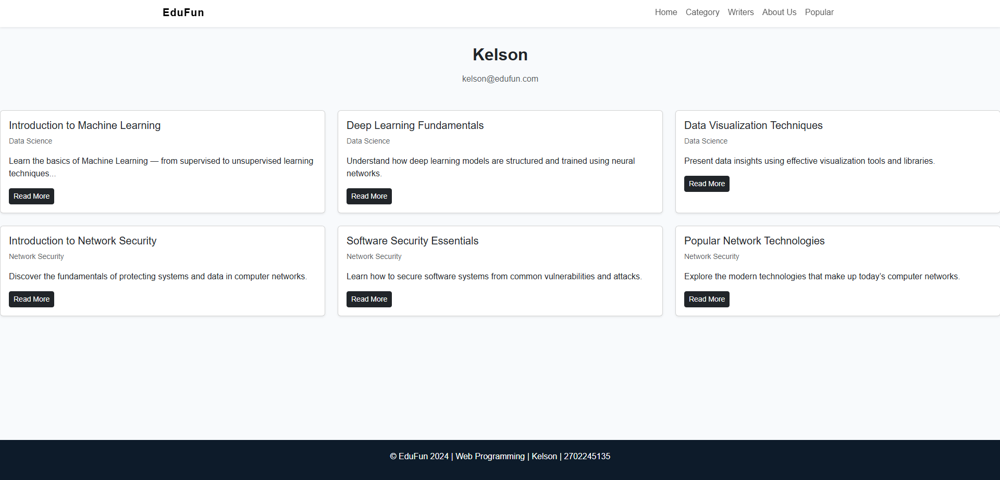 EduFun
Home Category Writers About Us Popular
Kelson
kelson@edufun.com
Introduction to Machine Learning
Data Science
Learn the basics of Machine Learning — from supervised to unsupervised learning
techniques...
Read More
Deep Learning Fundamentals
Data Science
Understand how deep learning models are structured and trained using neural
networks.
Read More
Data Visualization Techniques
Data Science
Present data insights using effective visualization tools and libraries.
Read More
Introduction to Network Security
Network Security
Discover the fundamentals of protecting systems and data in computer networks.
Read More
Software Security Essentials
Network Security
Learn how to secure software systems from common vulnerabilities and attacks.
Read More
Popular Network Technologies
Network Security
Explore the modern technologies that make up today’s computer networks.
Read More
© EduFun 2024 | Web Programming | Kelson | 2702245135